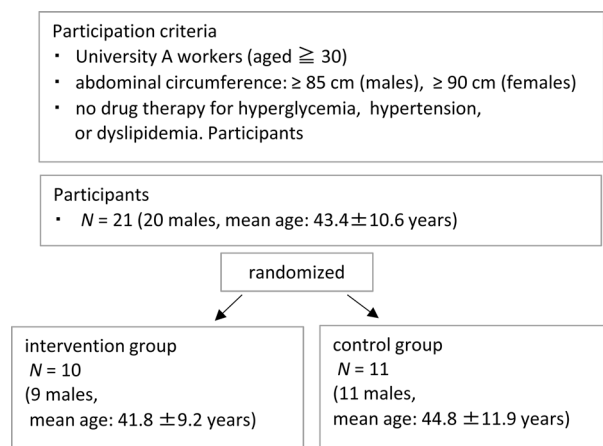 Participation criteria
・ University A workers (aged ≧ 30)
・ abdominal circumference: ≥ 85 cm (males), ≥ 90 cm (females)
・ no drug therapy for hyperglycemia, hypertension,
or dyslipidemia. Participants
Participants
・ N = 21 (20 males, mean age: 43.4±10.6 years)
randomized
intervention group
N = 10
(9 males,
mean age: 41.8 ±9.2 years)
control group
N = 11
(11 males,
mean age: 44.8 ±11.9 years)